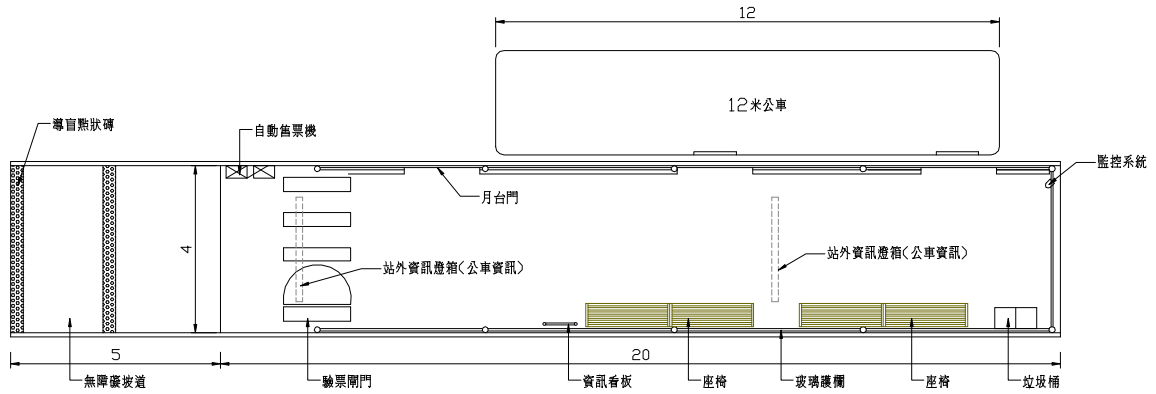 12
12米公車
導盲點狀磚
自動售票機
監控系統
月台門
4
站外資訊燈箱(公車資訊)
站外資訊燈箱(公車資訊)
5
20
無障礙坡道
驗票閘門
資訊看板
座椅
玻璃護欄
座椅
垃圾桶